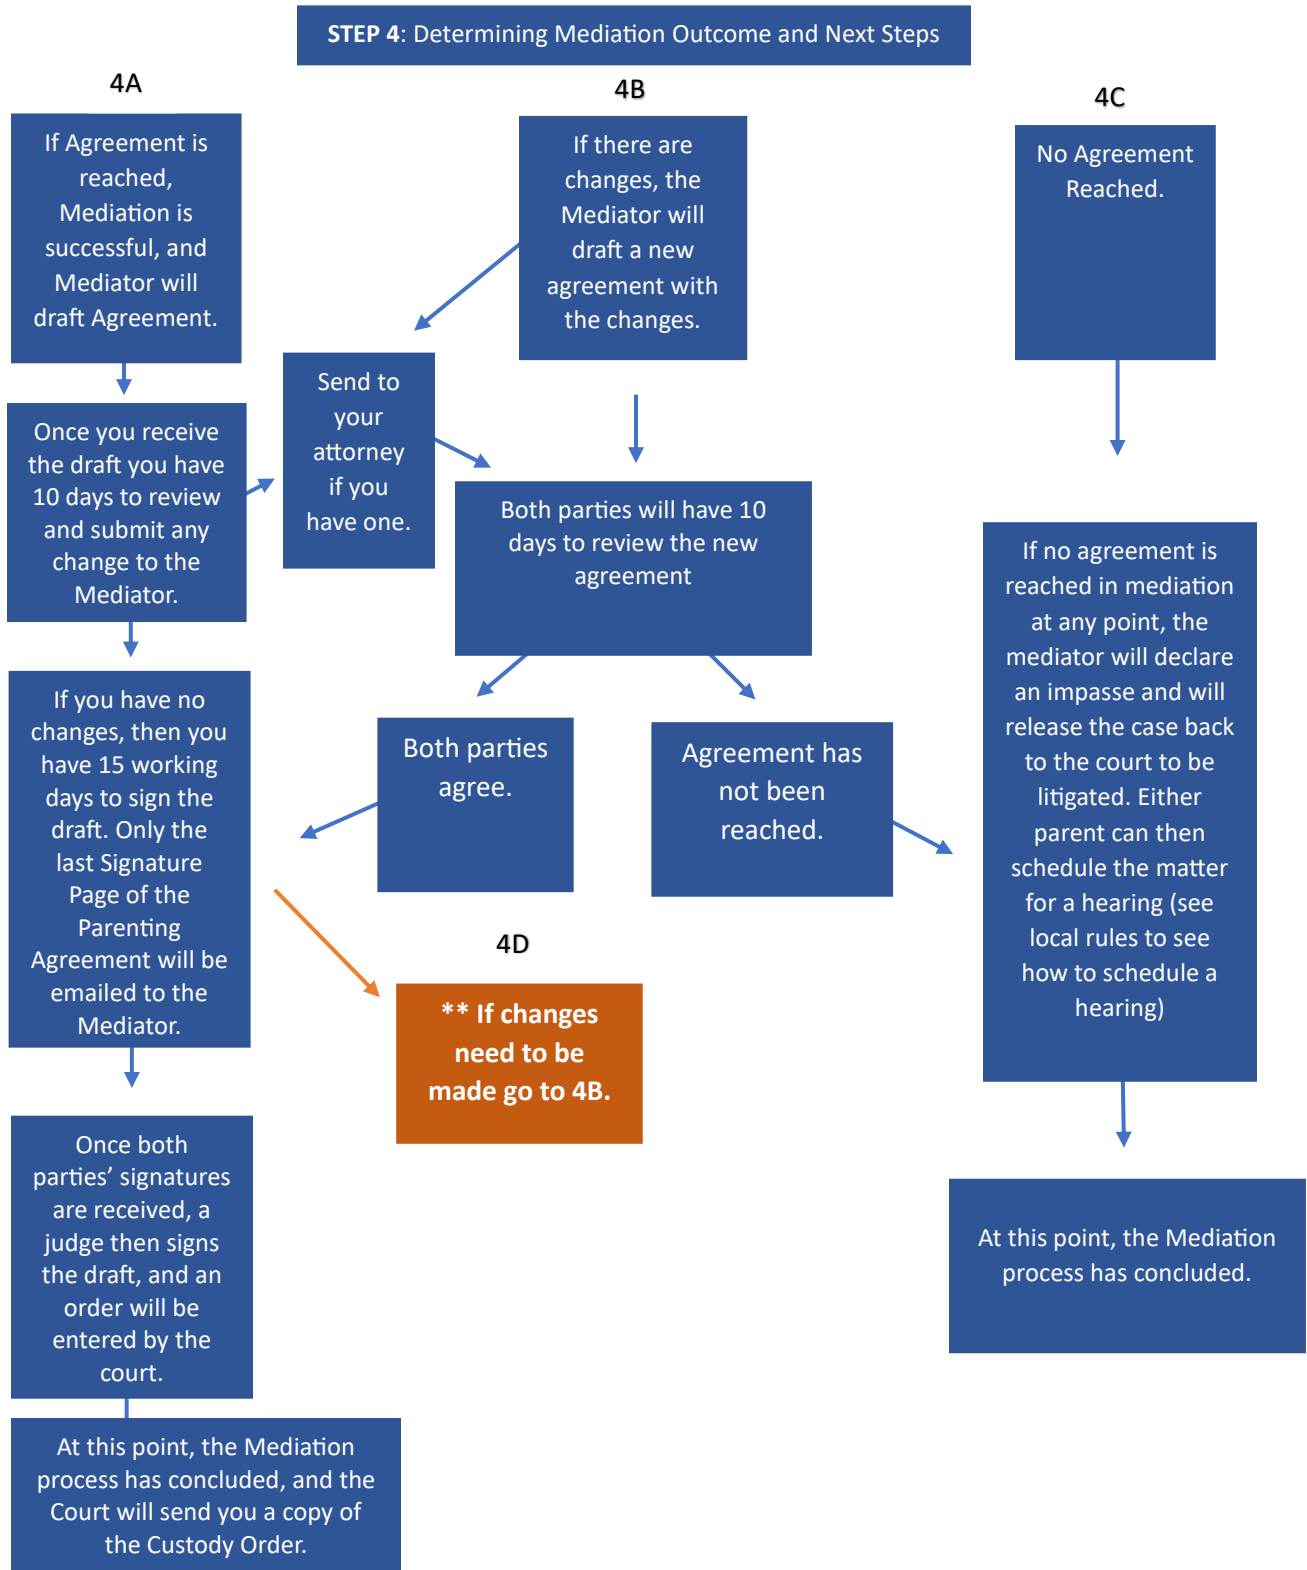 STEP 4: Determining Mediation Outcome and Next Steps
4A
If Agreement is
reached,
Mediation is
successful, and
Mediator will
draft Agreement.
Once you receive
the draft you have
10 days to review
and submit any
change to the
Mediator.
If you have no
changes, then you
have 15 working
days to sign the
draft. Only the
last Signature
Page of the
Parenting
Agreement will be
emailed to the
Mediator.
Once both
parties’ signatures
are received, a
judge then signs
the draft, and an
order will be
entered by the
court.
At this point, the Mediation
process has concluded, and the
Court will send you a copy of
the Custody Order.
4B
If there are
changes, the
Mediator will
draft a new
agreement with
the changes.
Send to
your
attorney
if you
have one.
Both parties will have 10
days to review the new
agreement
Both parties
agree.
Agreement has
not been
reached.
4D
** If changes
need to be
made go to 4B.
4C
No Agreement
Reached.
If no agreement is
reached in mediation
at any point, the
mediator will declare
an impasse and will
release the case back
to the court to be
litigated. Either
parent can then
schedule the matter
for a hearing (see
local rules to see
how to schedule a
hearing)
At this point, the Mediation
process has concluded.